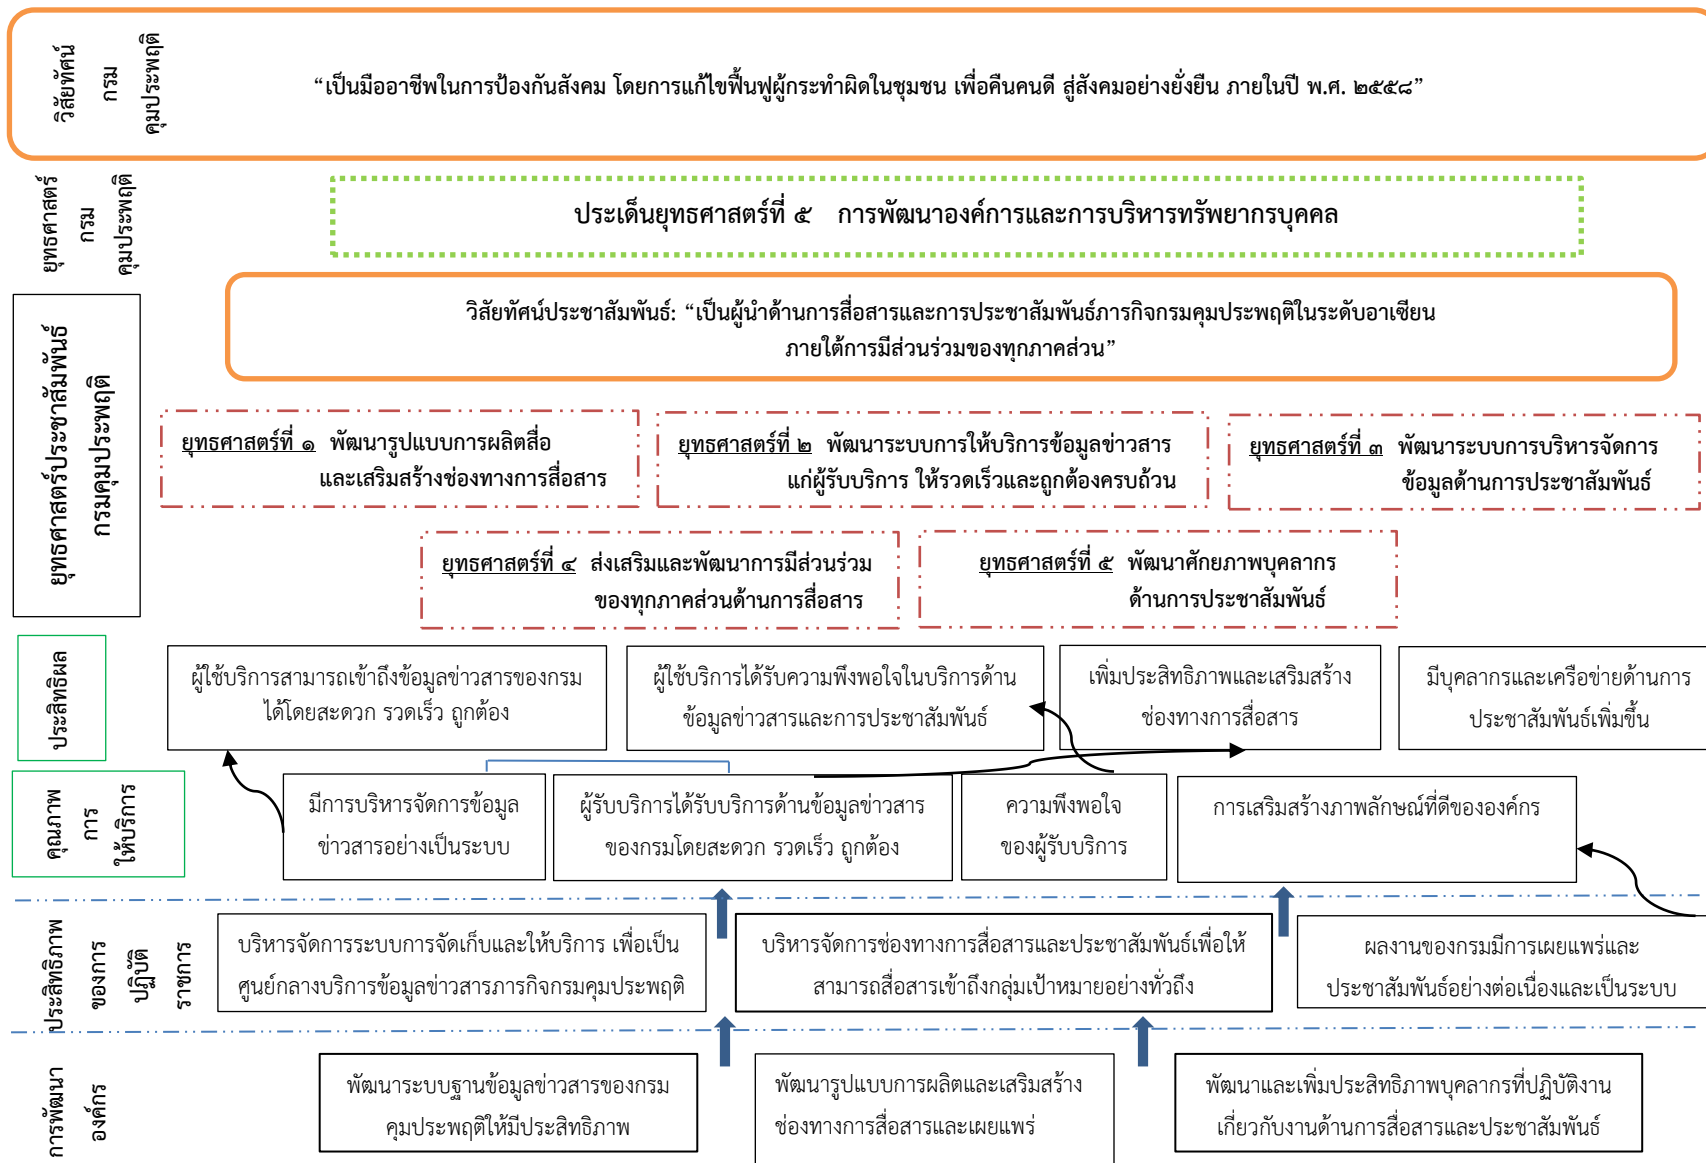 วิสัยทัศน์
กรม
คุมประพฤติ
“เป็นมืออาชีพในการป้องกันสังคม โดยการแก้ไขฟื้นฟูผู้กระทำผิดในชุมชน เพื่อคืนคนดี สู่สังคมอย่างยั่งยืน ภายในปี พ.ศ. ๒๕๕๘”
ยุทธศาสตร์
กรม
คุมประพฤติ
ประเด็นยุทธศาสตร์ที่ ๕ การพัฒนาองค์การและการบริหารทรัพยากรบุคคล
ยุทธศาสตร์ประชาสัมพันธ์
กรมคุมประพฤติ
วิสัยทัศน์ประชาสัมพันธ์: “เป็นผู้นำด้านการสื่อสารและการประชาสัมพันธ์ภารกิจกรมคุมประพฤติในระดับอาเซียน
ภายใต้การมีส่วนร่วมของทุกภาคส่วน”
ยุทธศาสตร์ที่ ๑ พัฒนารูปแบบการผลิตสื่อ
และเสริมสร้างช่องทางการสื่อสาร
ยุทธศาสตร์ที่ ๒ พัฒนาระบบการให้บริการข้อมูลข่าวสาร
แก่ผู้รับบริการ ให้รวดเร็วและถูกต้องครบถ้วน
ยุทธศาสตร์ที่ ๓ พัฒนาระบบการบริหารจัดการ
ข้อมูลด้านการประชาสัมพันธ์
ยุทธศาสตร์ที่ ๔ ส่งเสริมและพัฒนาการมีส่วนร่วม
ของทุกภาคส่วนด้านการสื่อสาร
ยุทธศาสตร์ที่ ๕ พัฒนาศักยภาพบุคลากร
ด้านการประชาสัมพันธ์
ประสิทธิผล
ผู้ใช้บริการสามารถเข้าถึงข้อมูลข่าวสารของกรม
ได้โดยสะดวก รวดเร็ว ถูกต้อง
ผู้ใช้บริการได้รับความพึงพอใจในบริการด้าน
ข้อมูลข่าวสารและการประชาสัมพันธ์
เพิ่มประสิทธิภาพและเสริมสร้าง
ช่องทางการสื่อสาร
มีบุคลากรและเครือข่ายด้านการ
ประชาสัมพันธ์เพิ่มขึ้น
คุณภาพ
การ
ให้บริการ
มีการบริหารจัดการข้อมูล
ข่าวสารอย่างเป็นระบบ
ผู้รับบริการได้รับบริการด้านข้อมูลข่าวสาร
ของกรมโดยสะดวก รวดเร็ว ถูกต้อง
ความพึงพอใจ
ของผู้รับบริการ
การเสริมสร้างภาพลักษณ์ที่ดีขององค์กร
ประสิทธิภาพ
ของการ
ปฏิบัติ
ราชการ
บริหารจัดการระบบการจัดเก็บและให้บริการ เพื่อเป็น
ศูนย์กลางบริการข้อมูลข่าวสารภารกิจกรมคุมประพฤติ
บริหารจัดการช่องทางการสื่อสารและประชาสัมพันธ์เพื่อให้
สามารถสื่อสารเข้าถึงกลุ่มเป้าหมายอย่างทั่วถึง
ผลงานของกรมมีการเผยแพร่และ
ประชาสัมพันธ์อย่างต่อเนื่องและเป็นระบบ
การพัฒนา
องค์กร
พัฒนาระบบฐานข้อมูลข่าวสารของกรม
คุมประพฤติให้มีประสิทธิภาพ
พัฒนารูปแบบการผลิตและเสริมสร้าง
ช่องทางการสื่อสารและเผยแพร่
พัฒนาและเพิ่มประสิทธิภาพบุคลากรที่ปฏิบัติงาน
เกี่ยวกับงานด้านการสื่อสารและประชาสัมพันธ์